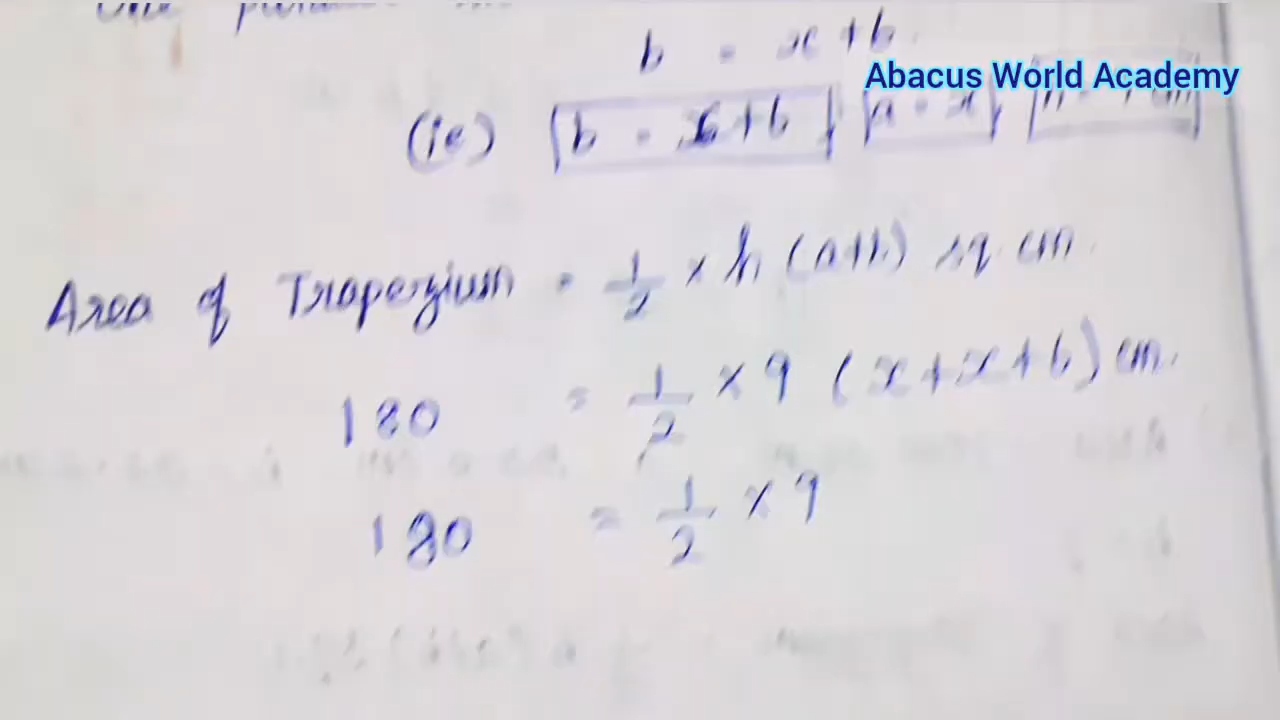 One
b = x+6.
Abacus World Academy
(ie) b = x+6, a = x,
Area of Trapezium = 1/2 × h (a+b) sq. cm.
180 = 1/2 × 9 (x+x+6) cm.
180 = 1/2 × 9